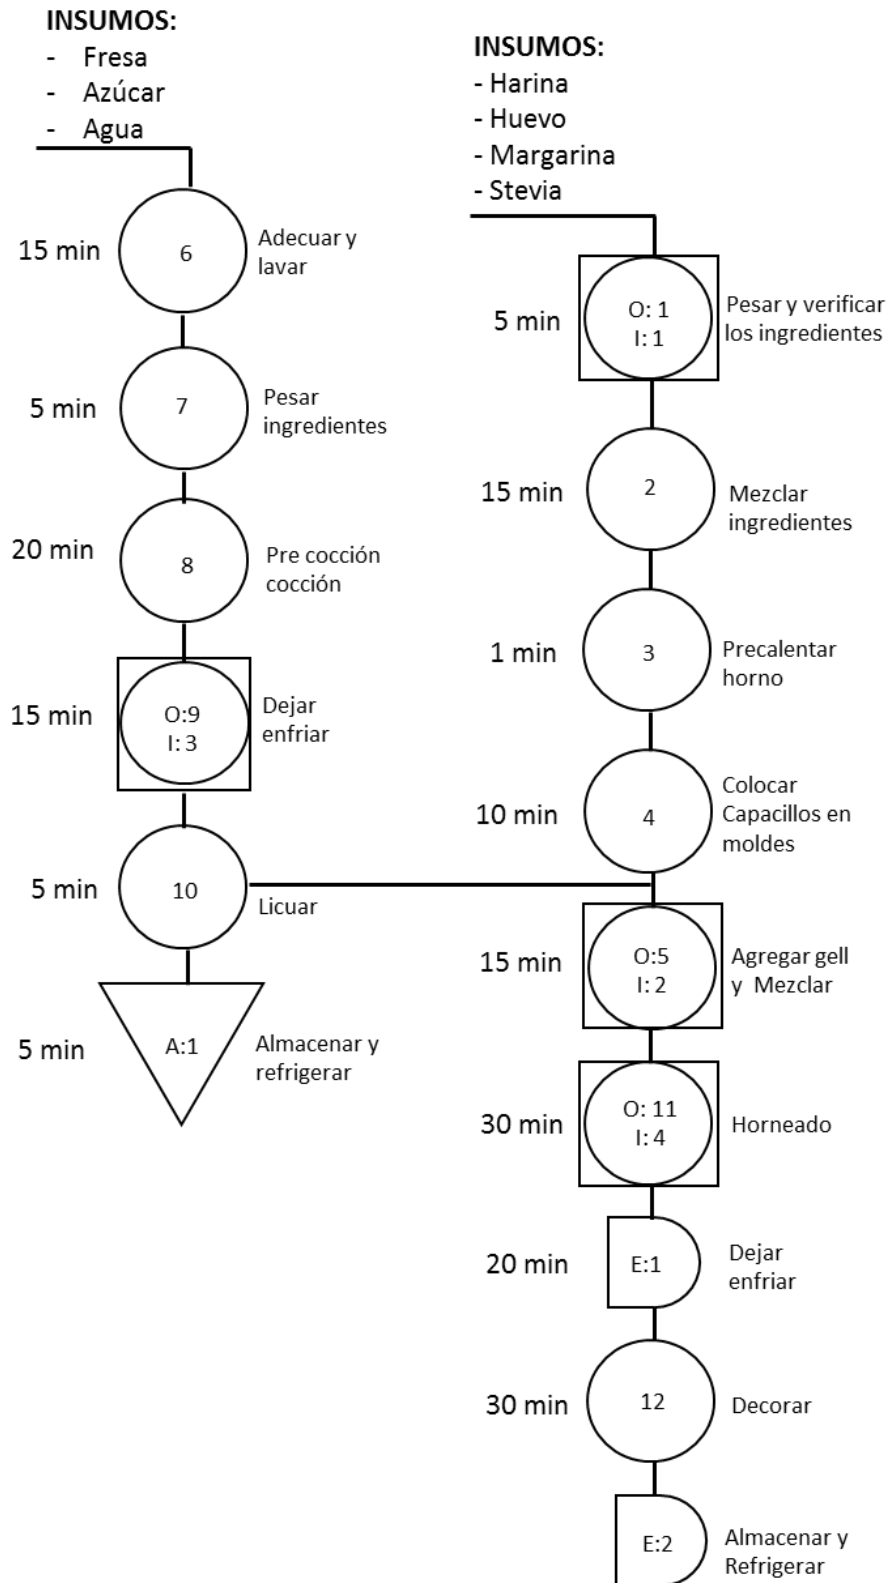 INSUMOS:
- Fresa
- Azúcar
- Agua
15 min
6
Adecuar y
lavar
5 min
7
Pesar
ingredientes
20 min
8
Pre cocción
cocción
15 min
O:9
I: 3
Dejar
enfriar
5 min
10
Licuar
5 min
A:1
Almacenar y
refrigerar
INSUMOS:
- Harina
- Huevo
- Margarina
- Stevia
5 min
O: 1
I: 1
Pesar y verificar
los ingredientes
15 min
2
Mezclar
ingredientes
1 min
3
Precalentar
horno
10 min
4
Colocar
Capacillos en
moldes
15 min
O:5
I: 2
Agregar gell
y Mezclar
30 min
O: 11
I: 4
Horneado
20 min
E:1
Dejar
enfriar
30 min
12
Decorar
E:2
Almacenar y
Refrigerar